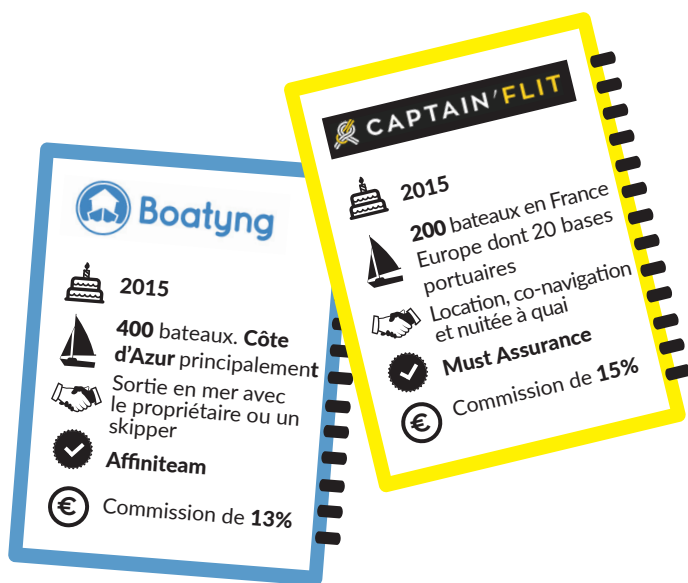 Boatyng
2015
400 bateaux. Côte
d'Azur principalement
Sortie en mer avec
le propriétaire ou un
skipper
Affiniteam
€
Commission de 13%
CAPTAIN'FLIT
2015
200 bateaux en France
Europe dont 20 bases
portuaires
Location, co-navigation
et nuitée à quai
Must Assurance
€
Commission de 15%